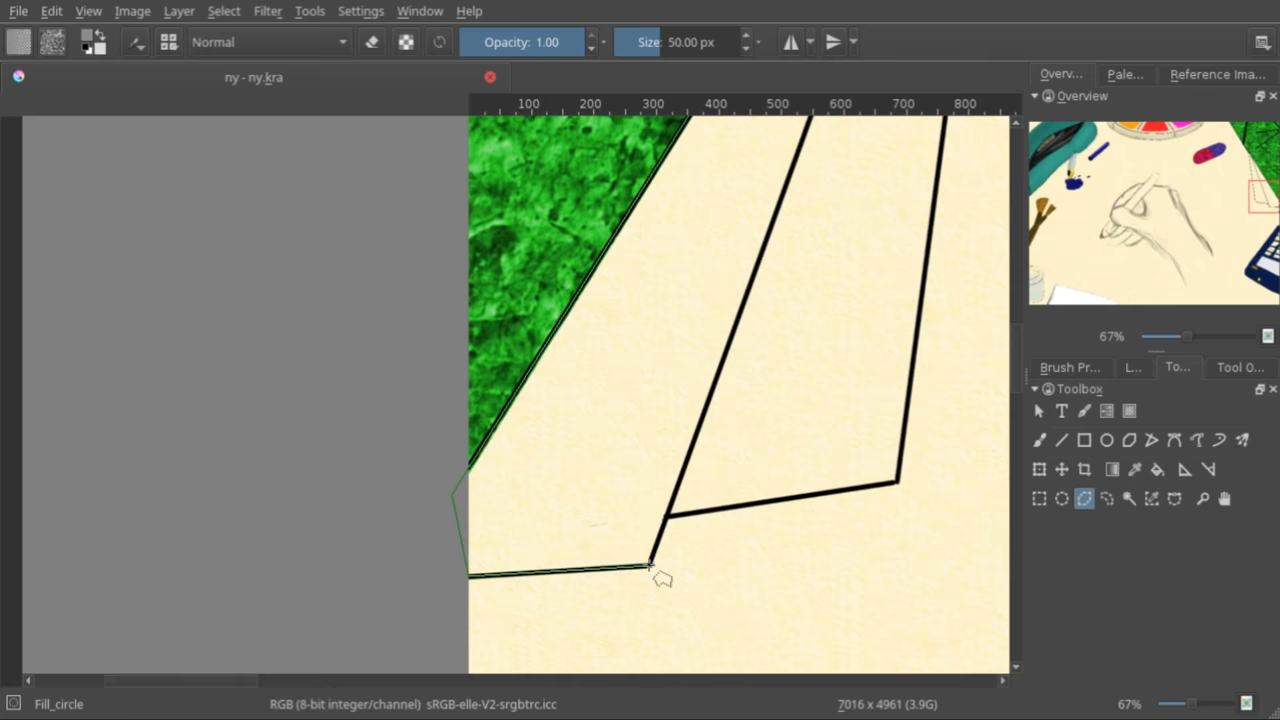 File Edit View Image Layer Select Filter Tools Settings Window Help
Normal Opacity: 1.00 Size: 50.00 px
ny - ny.kra
Overv... Pale... Reference Ima...
Overview
100 200 300 400 500 600 700 800
67%
Brush Pr... L... To... Tool O...
Toolbox
Fill_circle RGB (8-bit integer/channel) sRGB-elle-V2-srgbtrc.icc 7016 x 4961 (3.9G) 67%